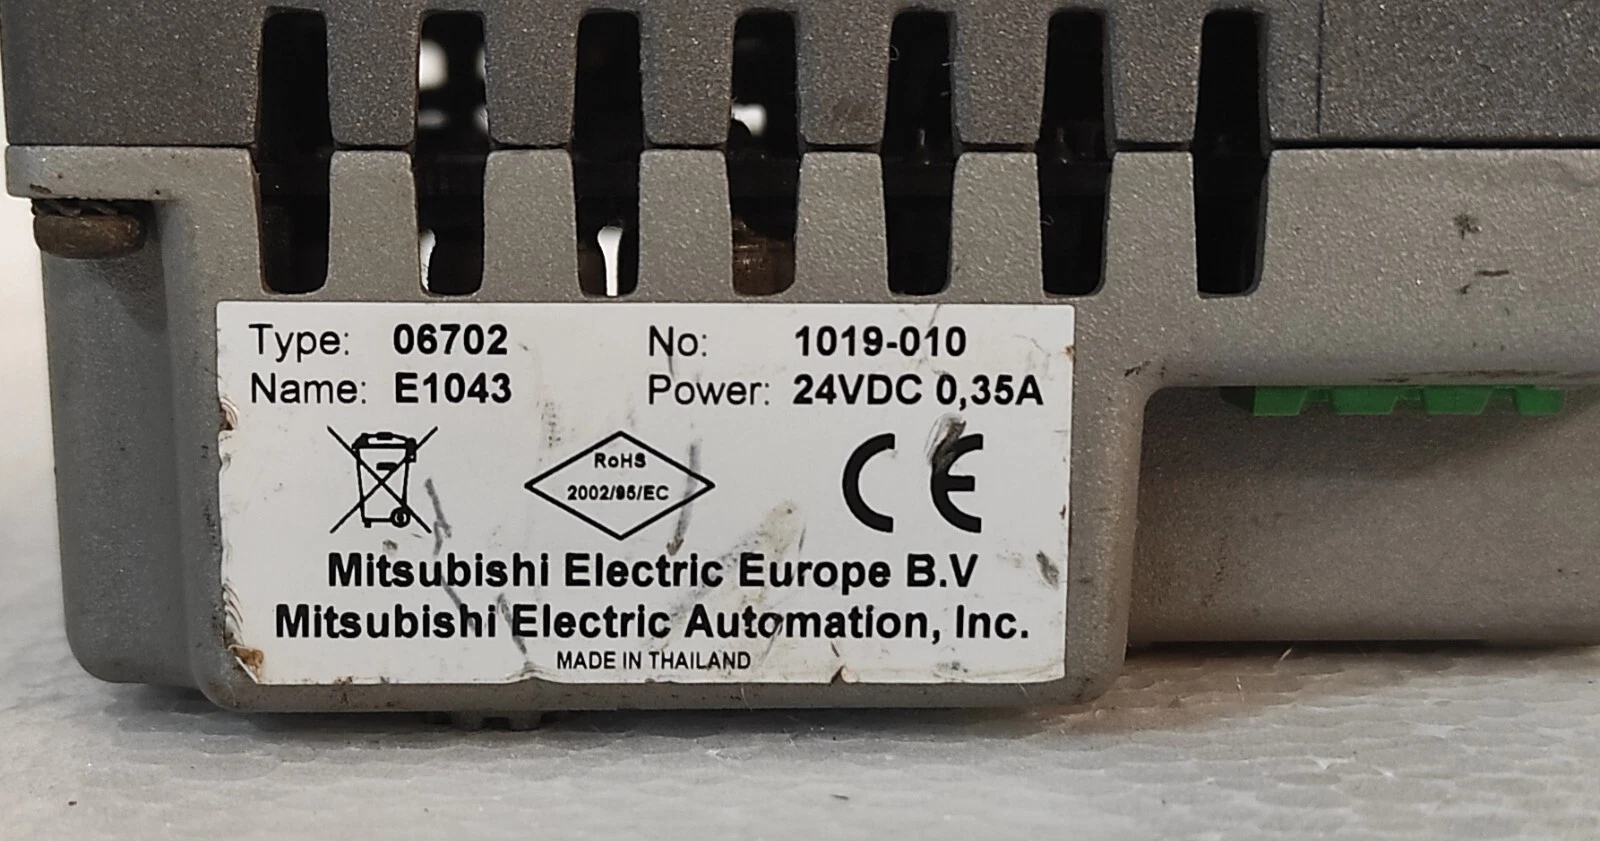 Type: 06702 No: 1019-010
Name: E1043 Power: 24VDC 0,35A
RoHS
2002/95/EC
CE
Mitsubishi Electric Europe B.V
Mitsubishi Electric Automation, Inc.
MADE IN THAILAND